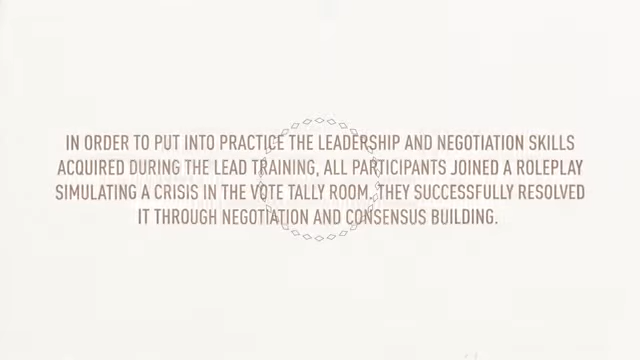 IN ORDER TO PUT INTO PRACTICE THE LEADERSHIP AND NEGOTIATION SKILLS
ACQUIRED DURING THE LEAD TRAINING, ALL PARTICIPANTS JOINED A ROLEPLAY
SIMULATING A CRISIS IN THE VOTE TALLY ROOM. THEY SUCCESSFULLY RESOLVED
IT THROUGH NEGOTIATION AND CONSENSUS BUILDING.